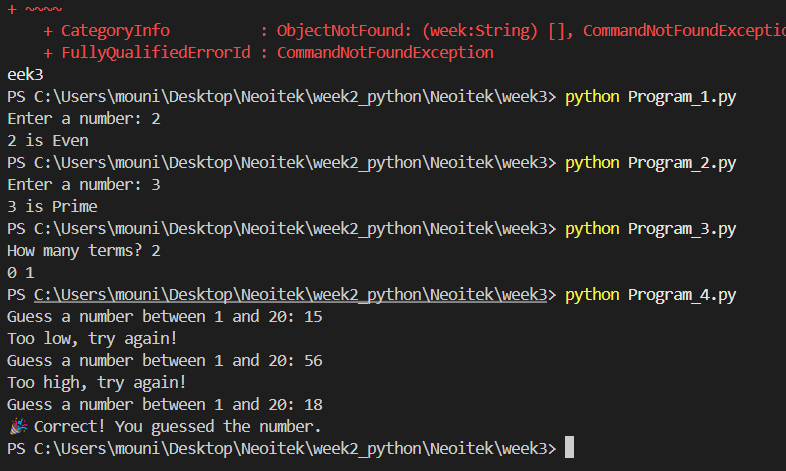 + ~~~~
+ CategoryInfo : ObjectNotFound: (week:String) [], CommandNotFoundExceptio
+ FullyQualifiedErrorId : CommandNotFoundException
eek3
PS C:\Users\mouni\Desktop\Neoitek\week2_python\Neoitek\week3> python Program_1.py
Enter a number: 2
2 is Even
PS C:\Users\mouni\Desktop\Neoitek\week2_python\Neoitek\week3> python Program_2.py
Enter a number: 3
3 is Prime
PS C:\Users\mouni\Desktop\Neoitek\week2_python\Neoitek\week3> python Program_3.py
How many terms? 2
0 1
PS C:\Users\mouni\Desktop\Neoitek\week2_python\Neoitek\week3> python Program_4.py
Guess a number between 1 and 20: 15
Too low, try again!
Guess a number between 1 and 20: 56
Too high, try again!
Guess a number between 1 and 20: 18
🎉 Correct! You guessed the number.
PS C:\Users\mouni\Desktop\Neoitek\week2_python\Neoitek\week3>